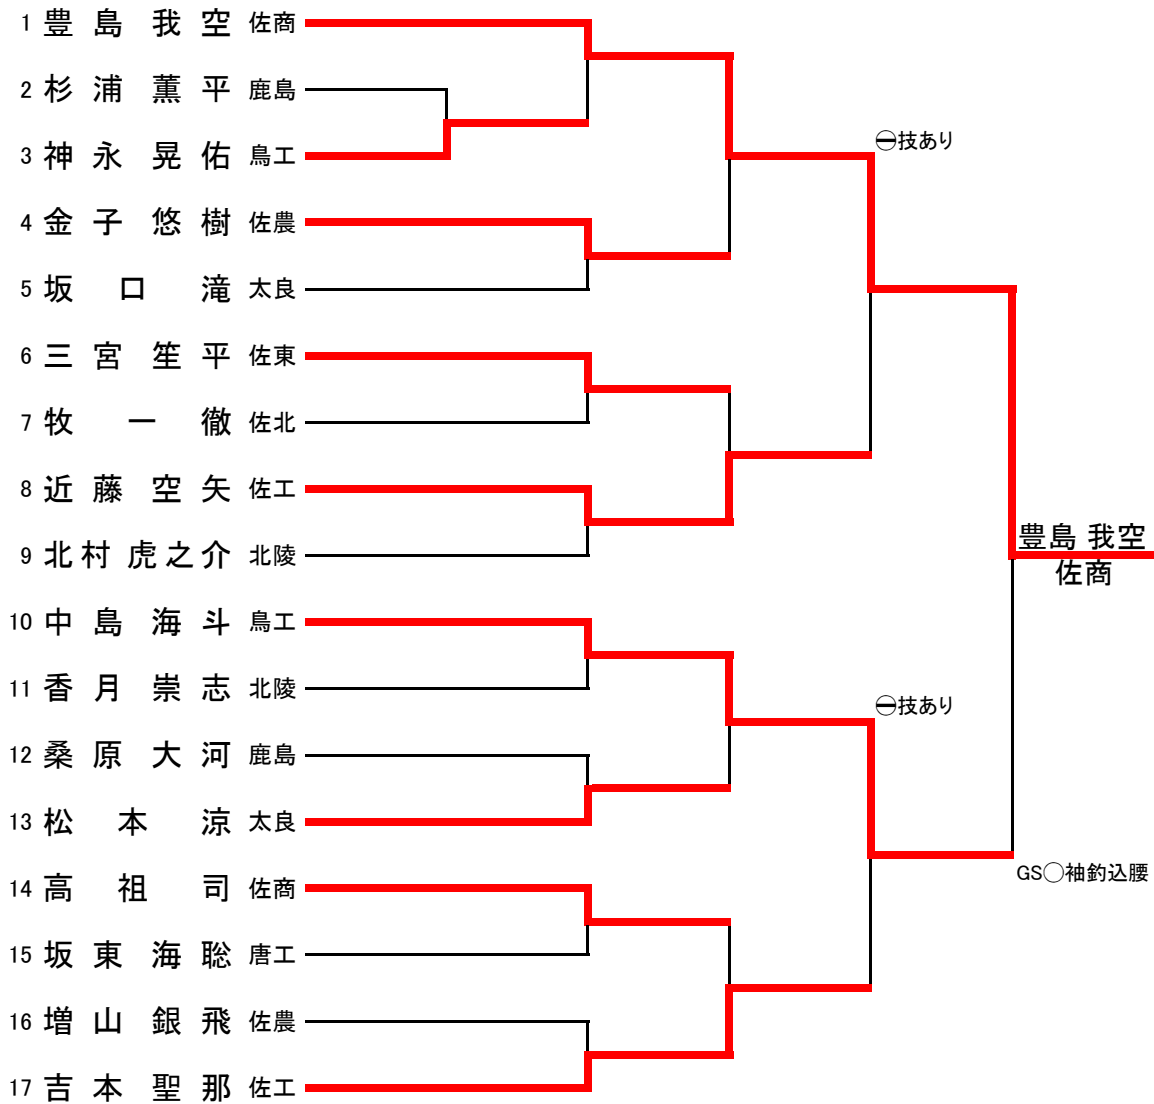 1 豊島我空 佐商
2 杉浦薫平 鹿島
3 神永晃佑 鳥工
㊀技あり
4 金子悠樹 佐農
5 坂口滝 太良
6 三宮笙平 佐東
7 牧一徹 佐北
8 近藤空矢 佐工
9 北村虎之介 北陵
豊島 我空
佐商
10 中島海斗 鳥工
11 香月崇志 北陵
㊀技あり
12 桑原大河 鹿島
13 松本涼 太良
GS○袖釣込腰
14 高祖司 佐商
15 坂東海聡 唐工
16 増山銀飛 佐農
17 吉本聖那 佐工